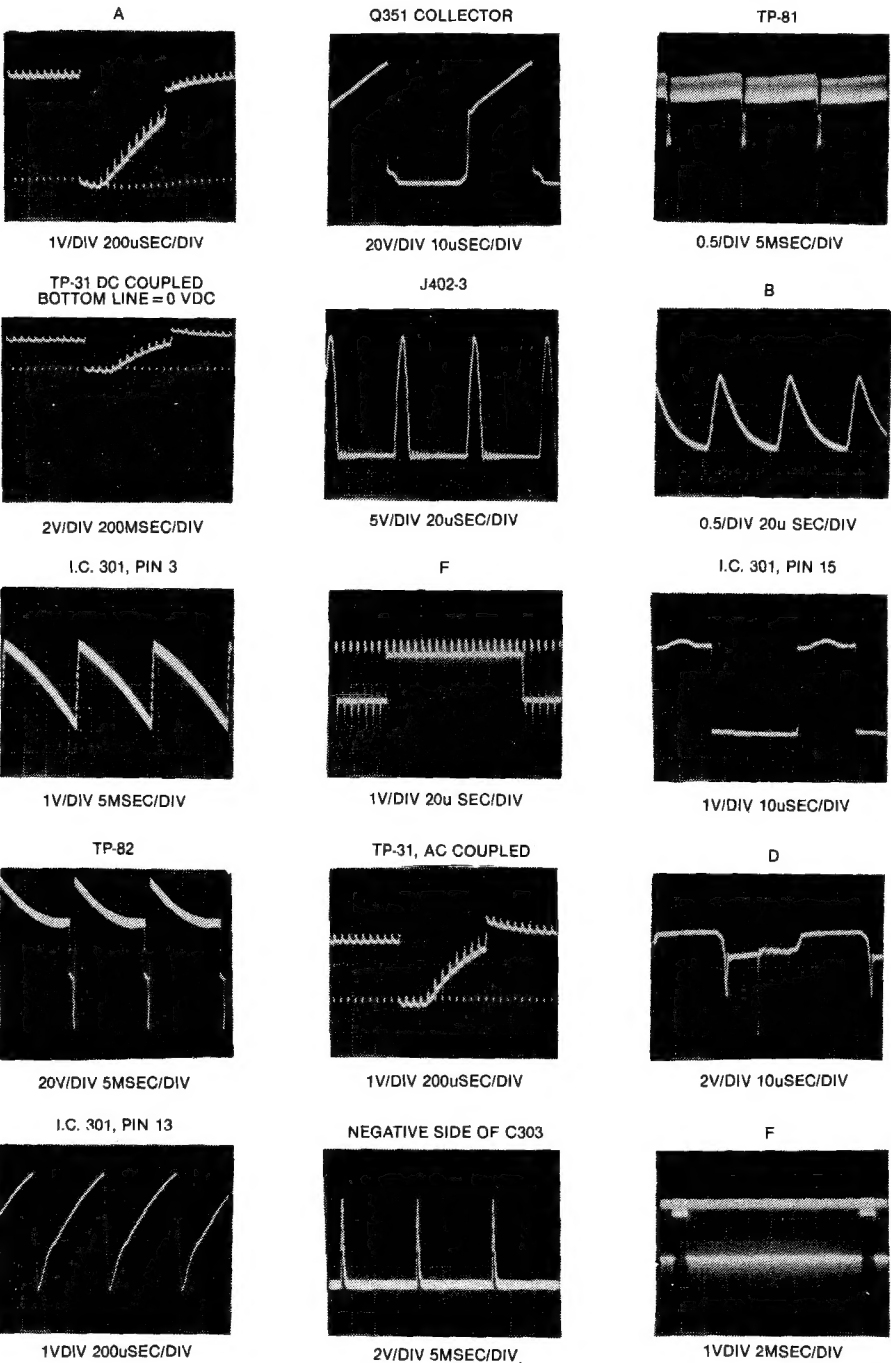 A
1V/DIV 200uSEC/DIV
Q351 COLLECTOR
20V/DIV 10uSEC/DIV
TP-81
0.5/DIV 5MSEC/DIV
TP-31 DC COUPLED
BOTTOM LINE = 0 VDC
2V/DIV 200MSEC/DIV
J402-3
5V/DIV 20uSEC/DIV
B
0.5/DIV 20u SEC/DIV
I.C. 301, PIN 3
1V/DIV 5MSEC/DIV
F
1V/DIV 20u SEC/DIV
I.C. 301, PIN 15
1V/DIV 10uSEC/DIV
TP-82
20V/DIV 5MSEC/DIV
TP-31, AC COUPLED
1V/DIV 200uSEC/DIV
D
2V/DIV 10uSEC/DIV
I.C. 301, PIN 13
1VDIV 200uSEC/DIV
NEGATIVE SIDE OF C303
2V/DIV 5MSEC/DIV
F
1VDIV 2MSEC/DIV